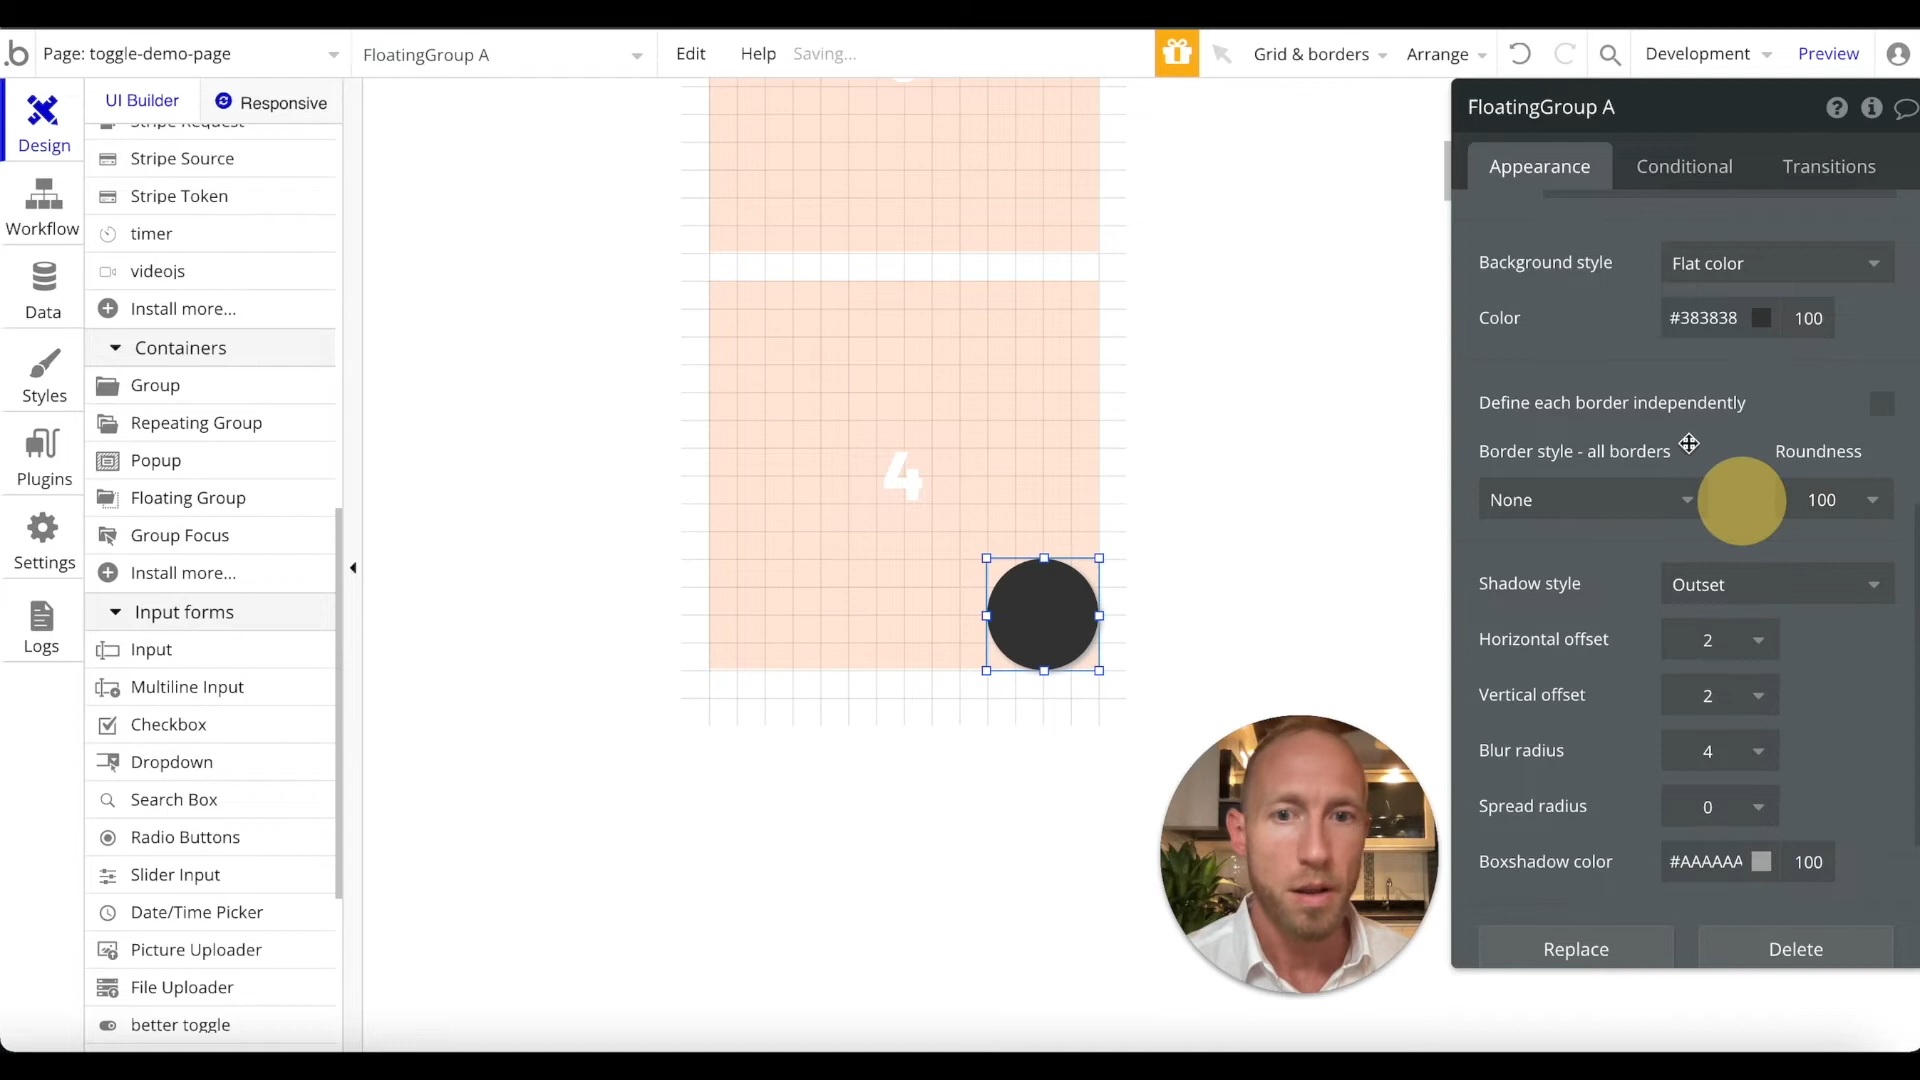 .b
Page: toggle-demo-page
FloatingGroup A
Edit
Help
Saving...
Grid & borders
Arrange
Development
Preview
Design
Workflow
Data
Styles
Plugins
Settings
Logs
UI Builder
Responsive
Stripe Request
Stripe Source
Stripe Token
timer
videojs
Install more...
Containers
Group
Repeating Group
Popup
Floating Group
Group Focus
Install more...
Input forms
Input
Multiline Input
Checkbox
Dropdown
Search Box
Radio Buttons
Slider Input
Date/Time Picker
Picture Uploader
File Uploader
better toggle
4
FloatingGroup A
Appearance
Conditional
Transitions
Background style
Flat color
Color
#383838
100
Define each border independently
Border style - all borders
Roundness
None
100
Shadow style
Outset
Horizontal offset
2
Vertical offset
2
Blur radius
4
Spread radius
0
Boxshadow color
#AAAAAA
100
Replace
Delete